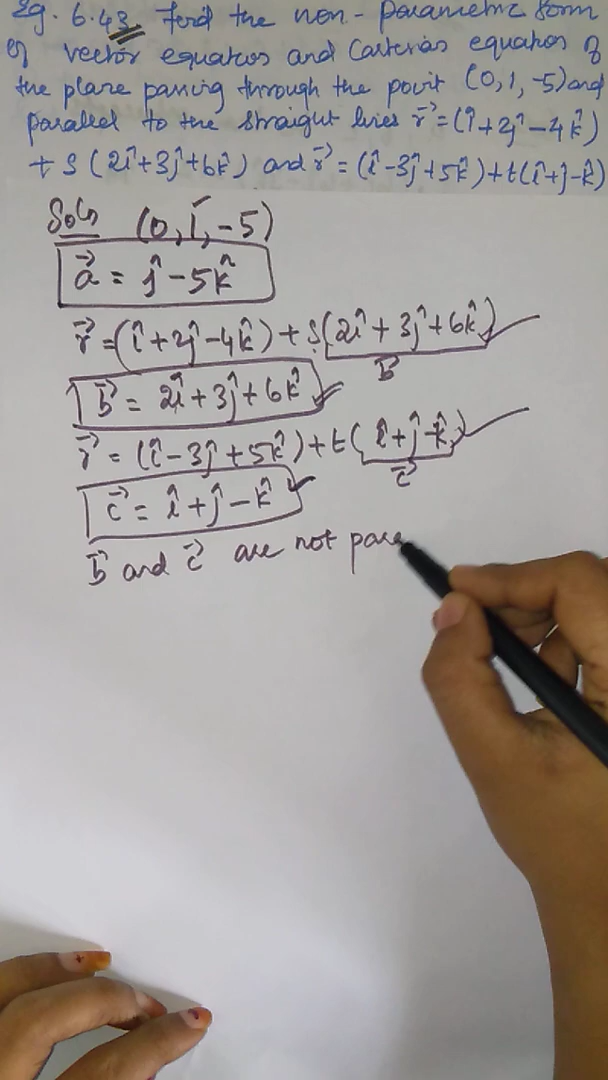 Eg. 6.43. Find the non-parametric form
of vector equation and Cartesian equation of
the plane passing through the point (0, 1, -5) and
parallel to the straight lines r⃗ = (î + 2ĵ - 4k̂)
+ s (2î + 3ĵ + 6k̂) and r⃗ = (î - 3ĵ + 5k̂) + t(î + ĵ - k̂)
Soln (0, 1, -5)
a⃗ = ĵ - 5k̂
r⃗ = (î + 2ĵ - 4k̂) + s(2î + 3ĵ + 6k̂)
b⃗
b⃗ = 2î + 3ĵ + 6k̂
r⃗ = (î - 3ĵ + 5k̂) + t(î + ĵ - k̂)
c⃗
c⃗ = î + ĵ - k̂
b⃗ and c⃗ are not para